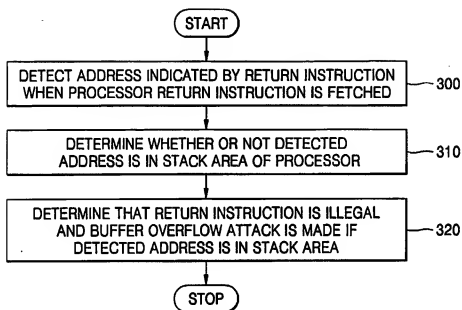 START
DETECT ADDRESS INDICATED BY RETURN INSTRUCTION
WHEN PROCESSOR RETURN INSTRUCTION IS FETCHED
300
DETERMINE WHETHER OR NOT DETECTED
ADDRESS IS IN STACK AREA OF PROCESSOR
310
DETERMINE THAT RETURN INSTRUCTION IS ILLEGAL
AND BUFFER OVERFLOW ATTACK IS MADE IF
DETECTED ADDRESS IS IN STACK AREA
320
STOP